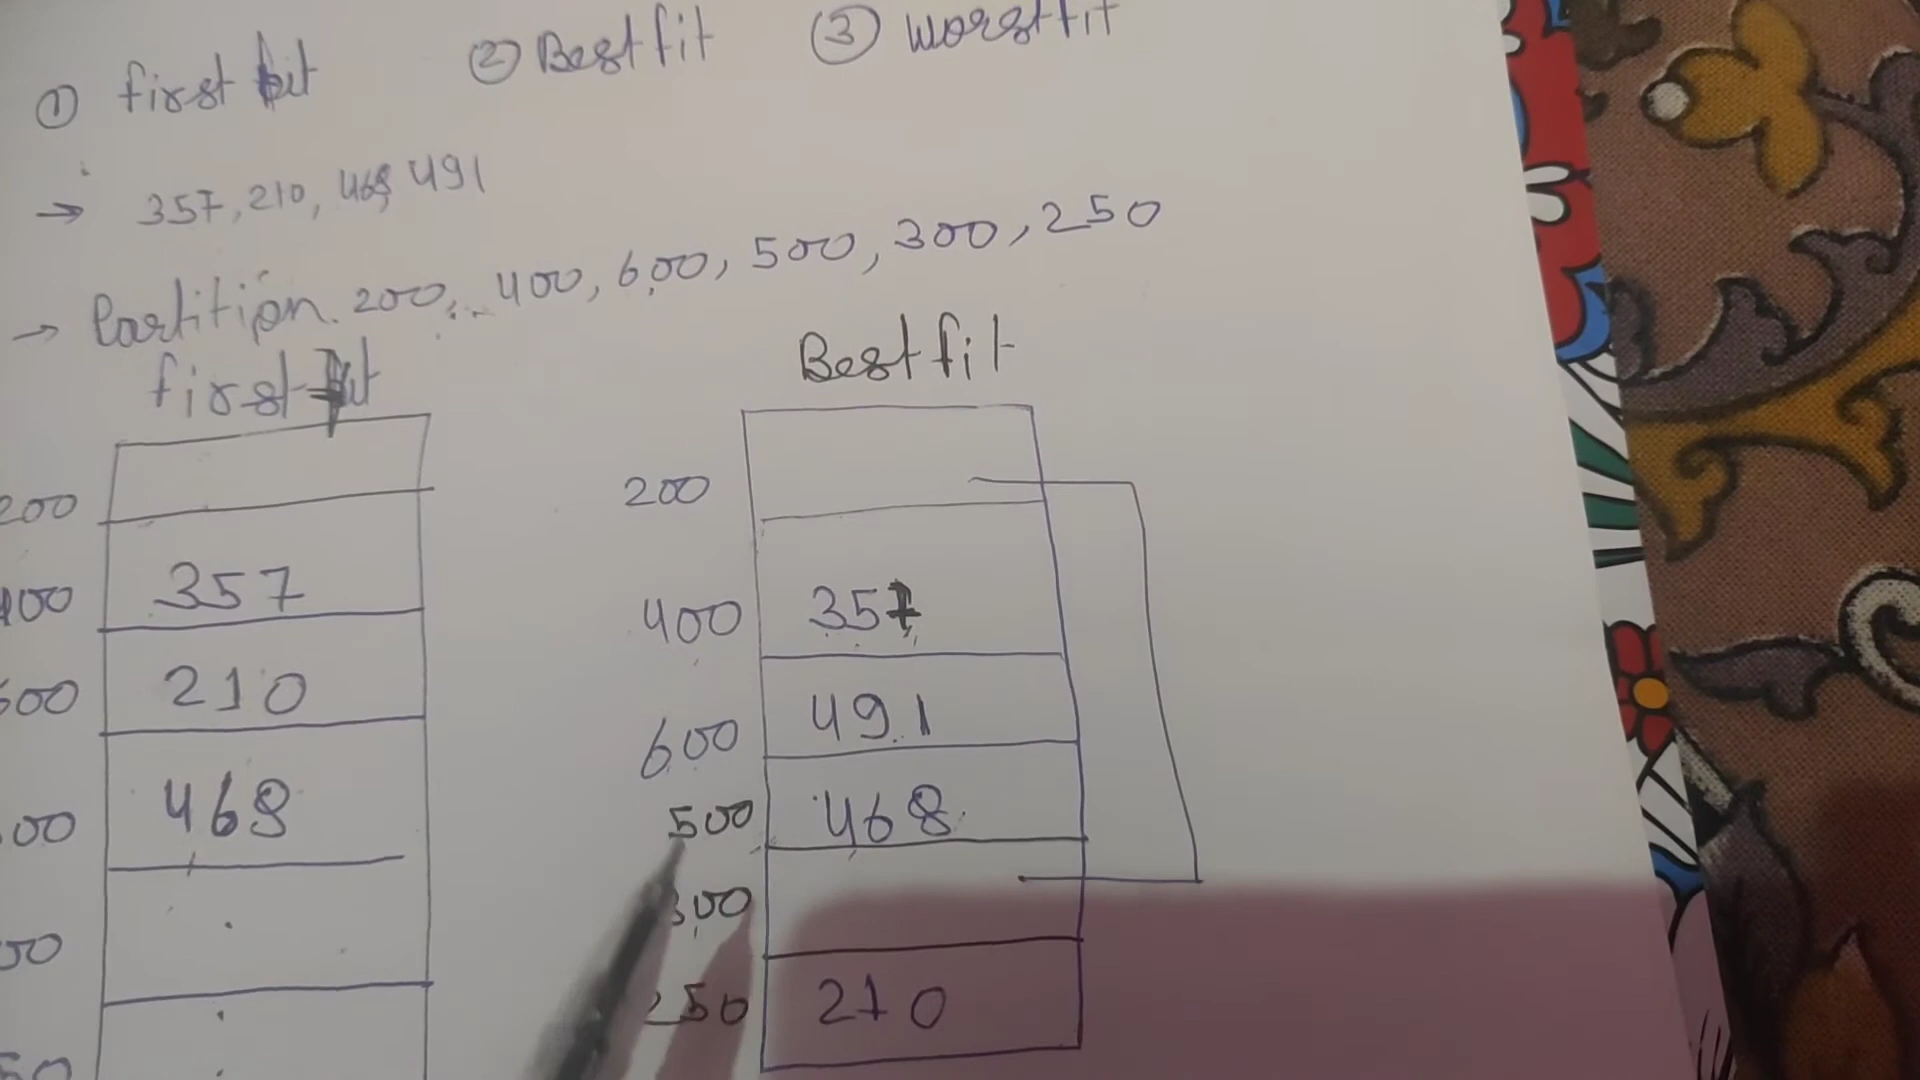 ① first fit ② Best fit ③ worst fit
→ 357, 210, 468, 491
→ Partition. 200, 400, 600, 500, 300, 250
first fit
200
400 357
600 210
468
Best fit
200
400 357
600 491
500 468
300
250 210